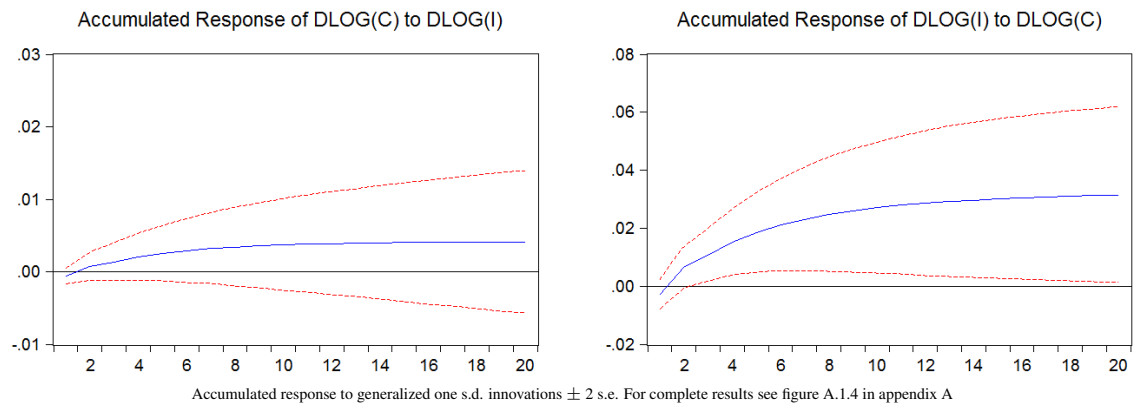 Accumulated Response of DLOG(C) to DLOG(I)
.03
.02
.01
.00
-.01
2 4 6 8 10 12 14 16 18 20
Accumulated Response of DLOG(I) to DLOG(C)
.08
.06
.04
.02
.00
-.02
2 4 6 8 10 12 14 16 18 20
Accumulated response to generalized one s.d. innovations ± 2 s.e. For complete results see figure A.1.4 in appendix A